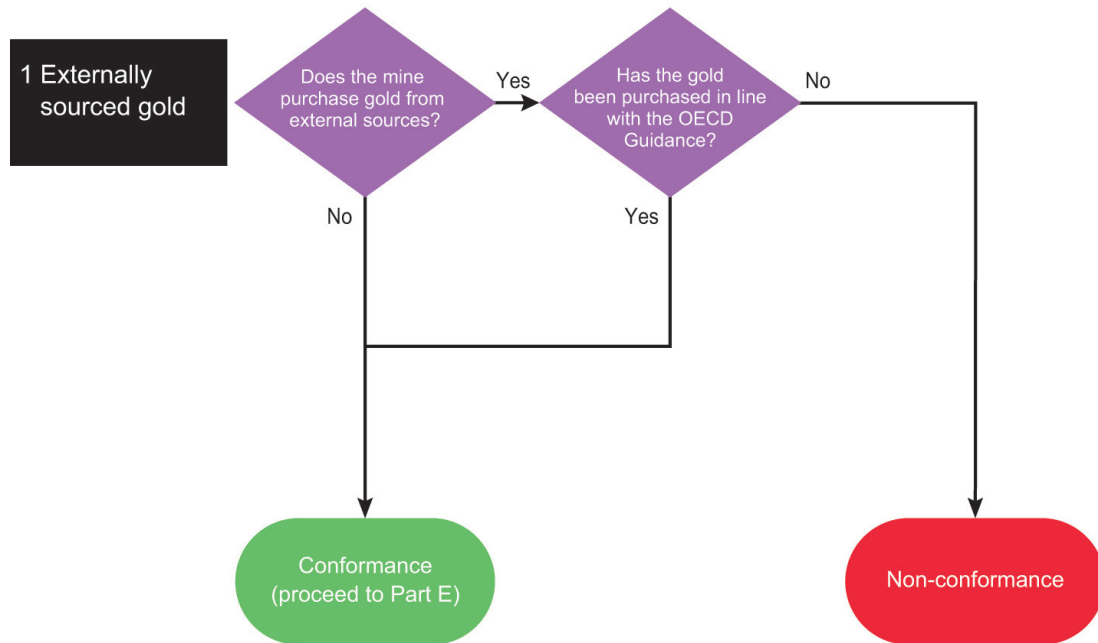 1 Externally
sourced gold
Does the mine
purchase gold from
external sources?
Yes
Has the gold
been purchased in line
with the OECD
Guidance?
No
No
Yes
Conformance
(proceed to Part E)
Non-conformance